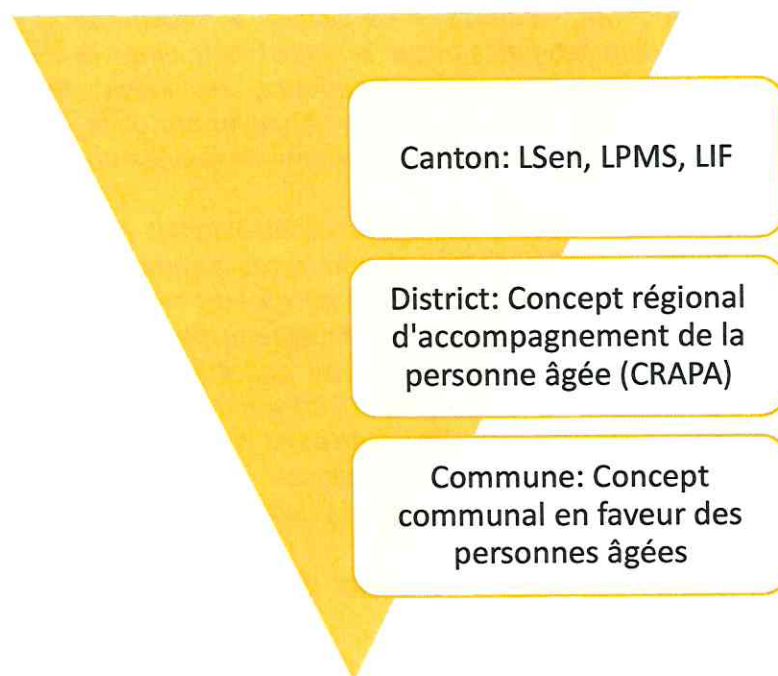 Canton: LSen, LPMS, LIF
District: Concept régional
d'accompagnement de la
personne âgée (CRAPA)
Commune: Concept
communal en faveur des
personnes âgées